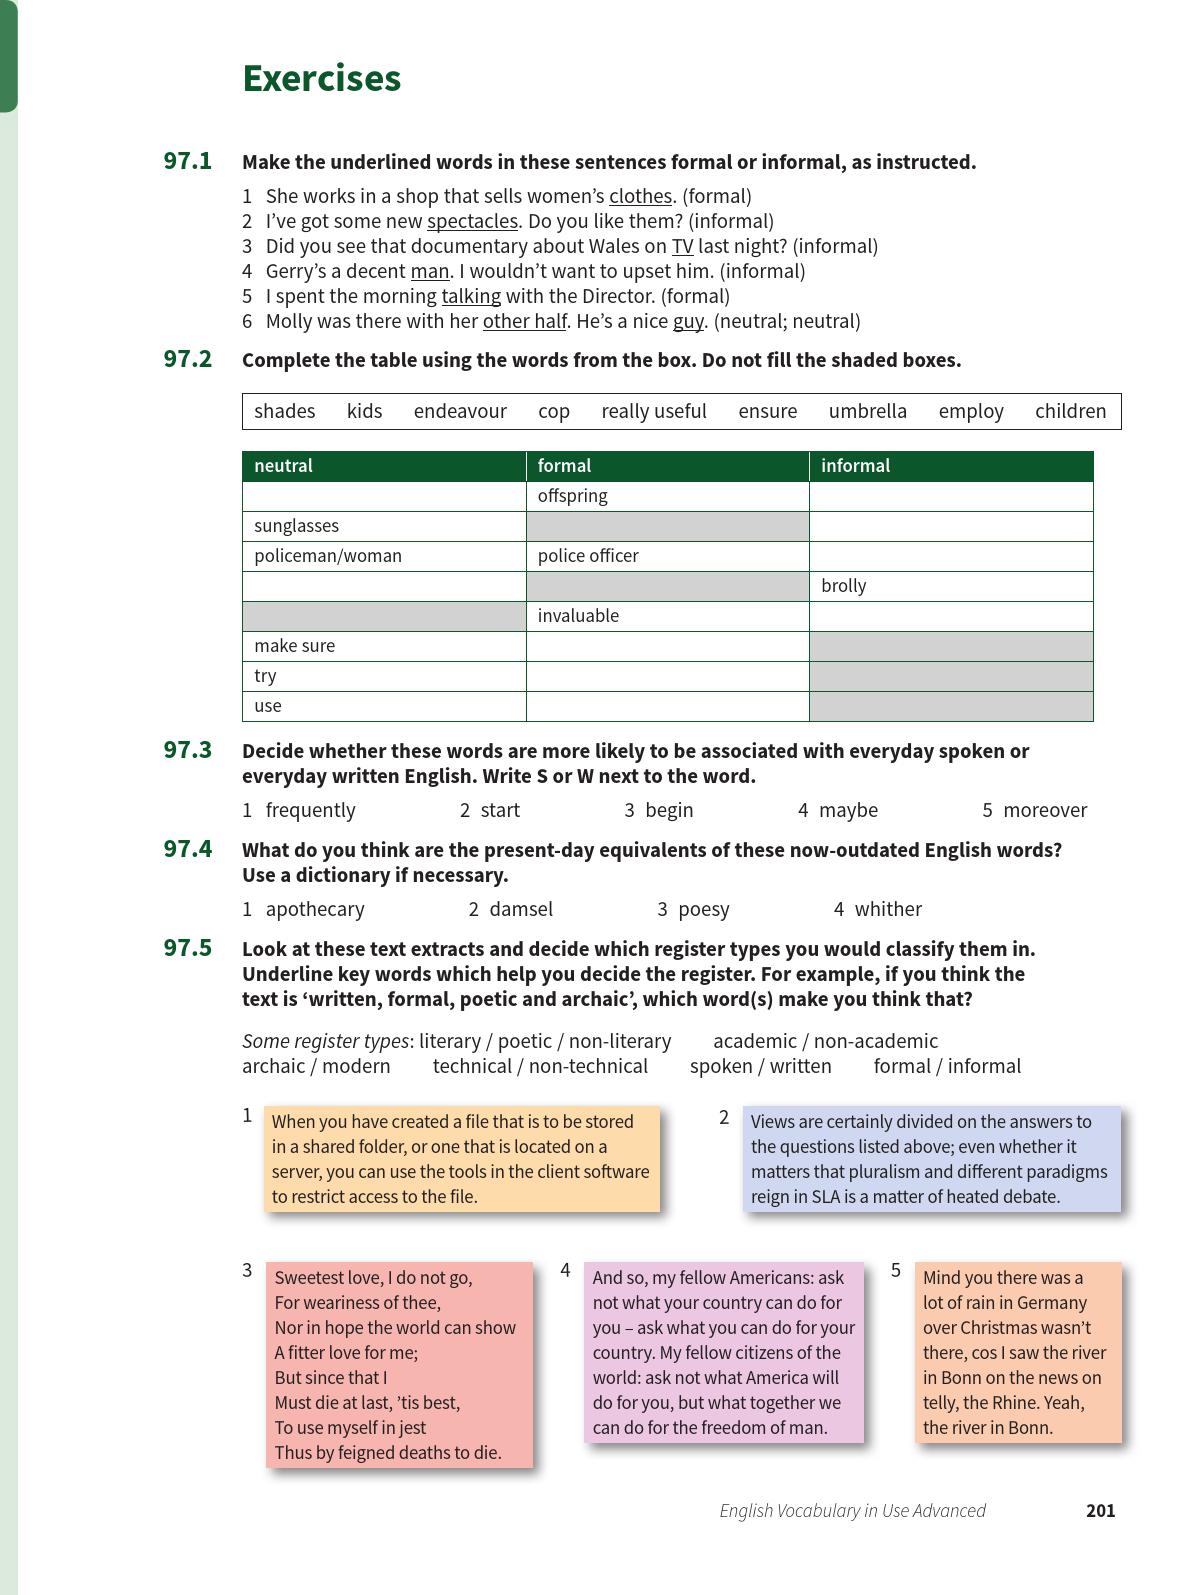 Exercises
97.1 Make the underlined words in these sentences formal or informal, as instructed.
1 She works in a shop that sells women’s clothes. (formal)
2 I’ve got some new spectacles. Do you like them? (informal)
3 Did you see that documentary about Wales on TV last night? (informal)
4 Gerry’s a decent man. I wouldn’t want to upset him. (informal)
5 I spent the morning talking with the Director. (formal)
6 Molly was there with her other half. He’s a nice guy. (neutral; neutral)
97.2 Complete the table using the words from the box. Do not fill the shaded boxes.
shades kids endeavour cop really useful ensure umbrella employ children
neutral formal informal
offspring
sunglasses
policeman/woman police officer
brolly
invaluable
make sure
try
use
97.3 Decide whether these words are more likely to be associated with everyday spoken or
everyday written English. Write S or W next to the word.
1 frequently 2 start 3 begin 4 maybe 5 moreover
97.4 What do you think are the present-day equivalents of these now-outdated English words?
Use a dictionary if necessary.
1 apothecary 2 damsel 3 poesy 4 whither
97.5 Look at these text extracts and decide which register types you would classify them in.
Underline key words which help you decide the register. For example, if you think the
text is ‘written, formal, poetic and archaic’, which word(s) make you think that?
Some register types: literary / poetic / non-literary academic / non-academic
archaic / modern technical / non-technical spoken / written formal / informal
1 When you have created a file that is to be stored
in a shared folder, or one that is located on a
server, you can use the tools in the client software
to restrict access to the file.
2 Views are certainly divided on the answers to
the questions listed above; even whether it
matters that pluralism and different paradigms
reign in SLA is a matter of heated debate.
3 Sweetest love, I do not go,
For weariness of thee,
Nor in hope the world can show
A fitter love for me;
But since that I
Must die at last, ’tis best,
To use myself in jest
Thus by feigned deaths to die.
4 And so, my fellow Americans: ask
not what your country can do for
you – ask what you can do for your
country. My fellow citizens of the
world: ask not what America will
do for you, but what together we
can do for the freedom of man.
5 Mind you there was a
lot of rain in Germany
over Christmas wasn’t
there, cos I saw the river
in Bonn on the news on
telly, the Rhine. Yeah,
the river in Bonn.
English Vocabulary in Use Advanced 201